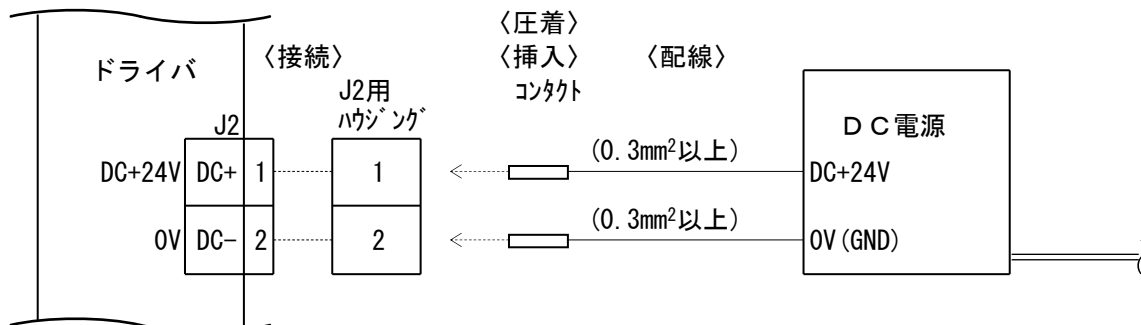 〈圧着〉
ドライバ
〈接続〉
〈挿入〉
〈配線〉
J2用
コンタクト
J2
ハウジング
DC電源
(0.3mm²以上)
DC+24V
DC+
1
1
DC+24V
(0.3mm²以上)
0V
DC-
2
2
0V(GND)